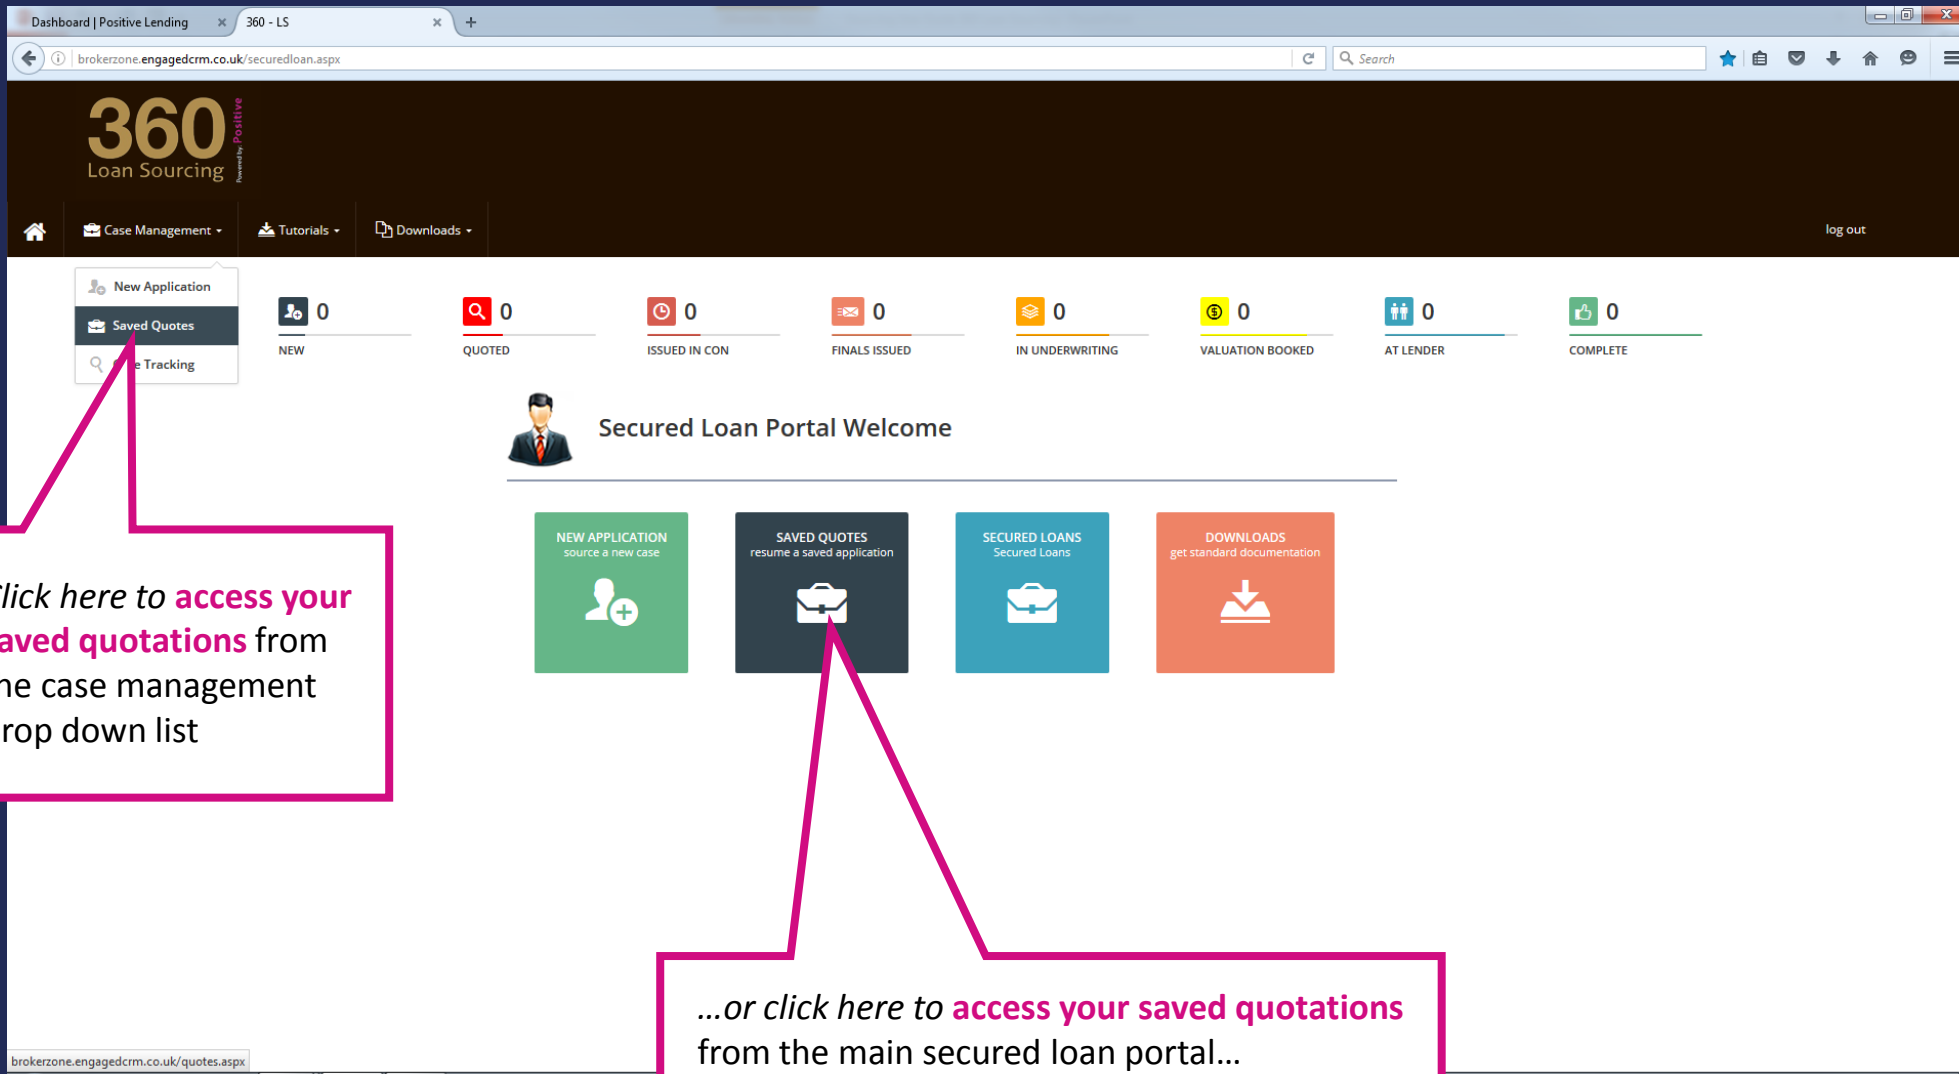 Dashboard | Positive Lending
360 - LS
brokerzone.engagedcrm.co.uk/securedloan.aspx
Search
360
Loan Sourcing
Powered by: Positive
Case Management
Tutorials
Downloads
log out
New Application
Saved Quotes
Tracking
0
NEW
0
QUOTED
0
ISSUED IN CON
0
FINALS ISSUED
0
IN UNDERWRITING
0
VALUATION BOOKED
0
AT LENDER
0
COMPLETE
Secured Loan Portal Welcome
NEW APPLICATION
source a new case
SAVED QUOTES
resume a saved application
SECURED LOANS
Secured Loans
DOWNLOADS
get standard documentation
lick here to access your
aved quotations from
he case management
rop down list
...or click here to access your saved quotations
from the main secured loan portal...
brokerzone.engagedcrm.co.uk/quotes.aspx